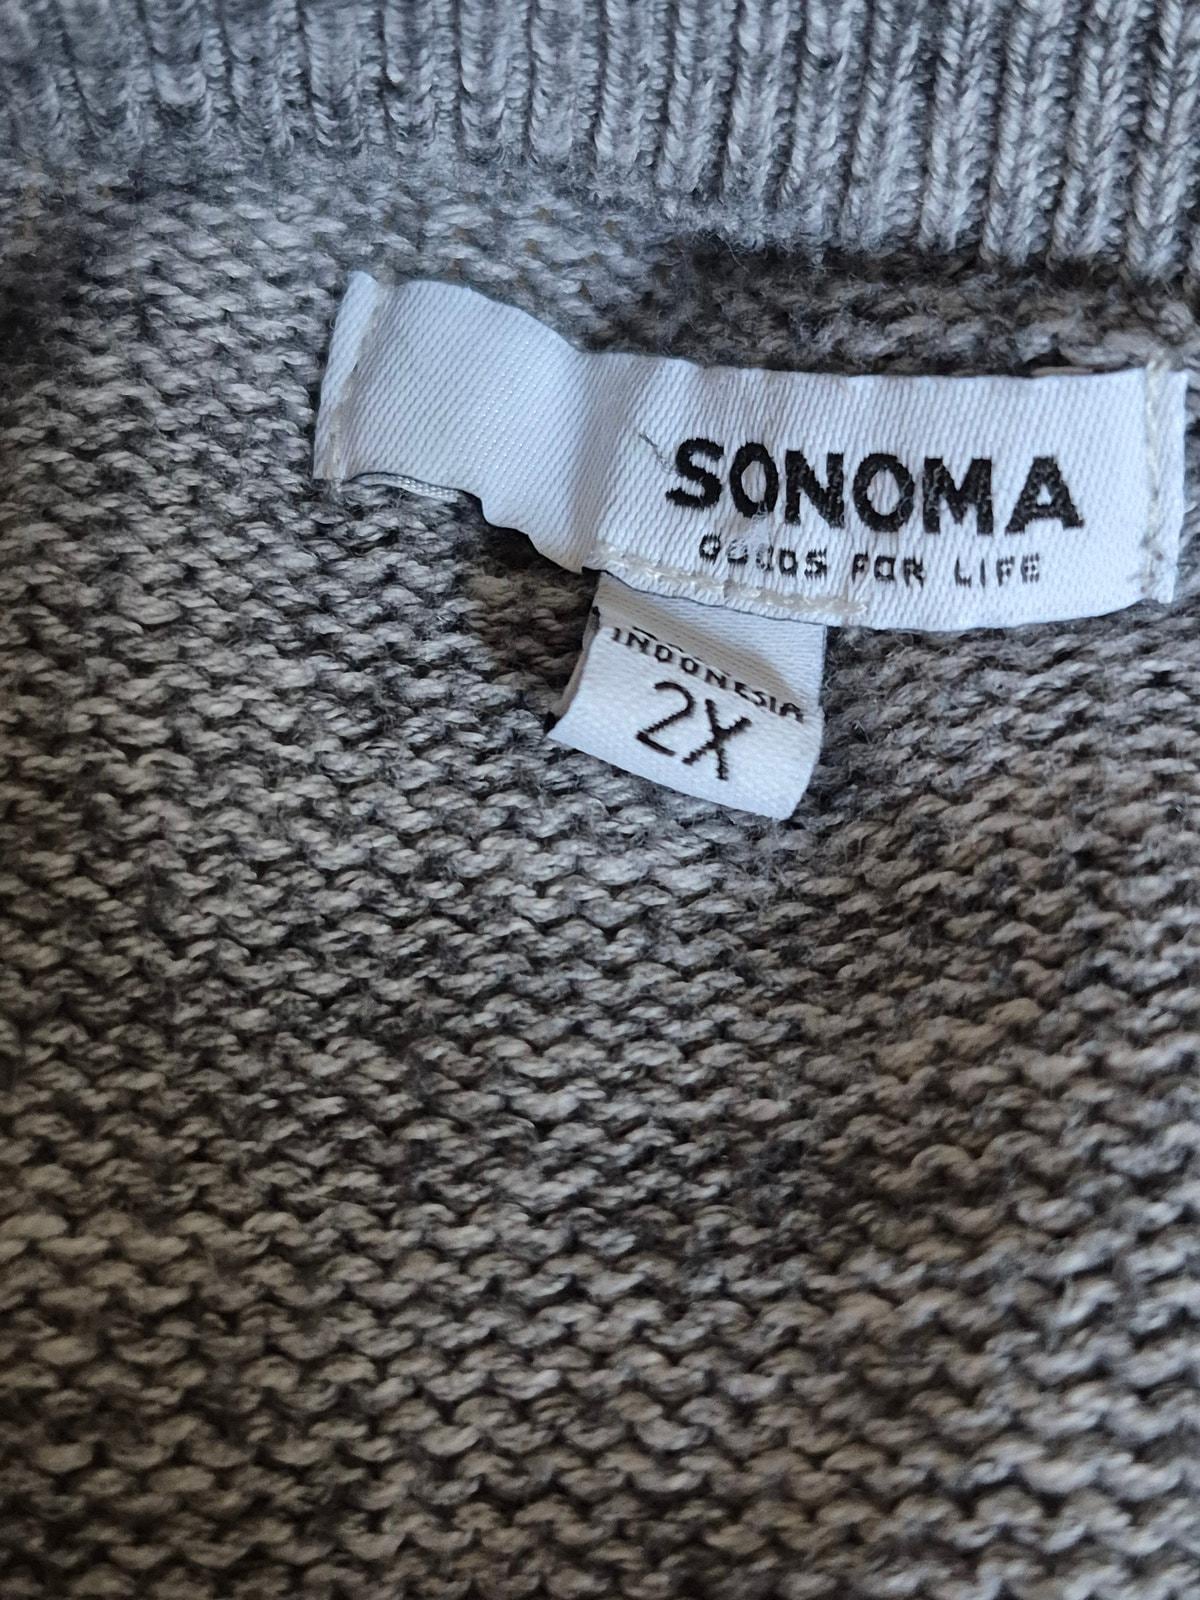 SONOMA
GOODS FOR LIFE
INDONESIA
2X